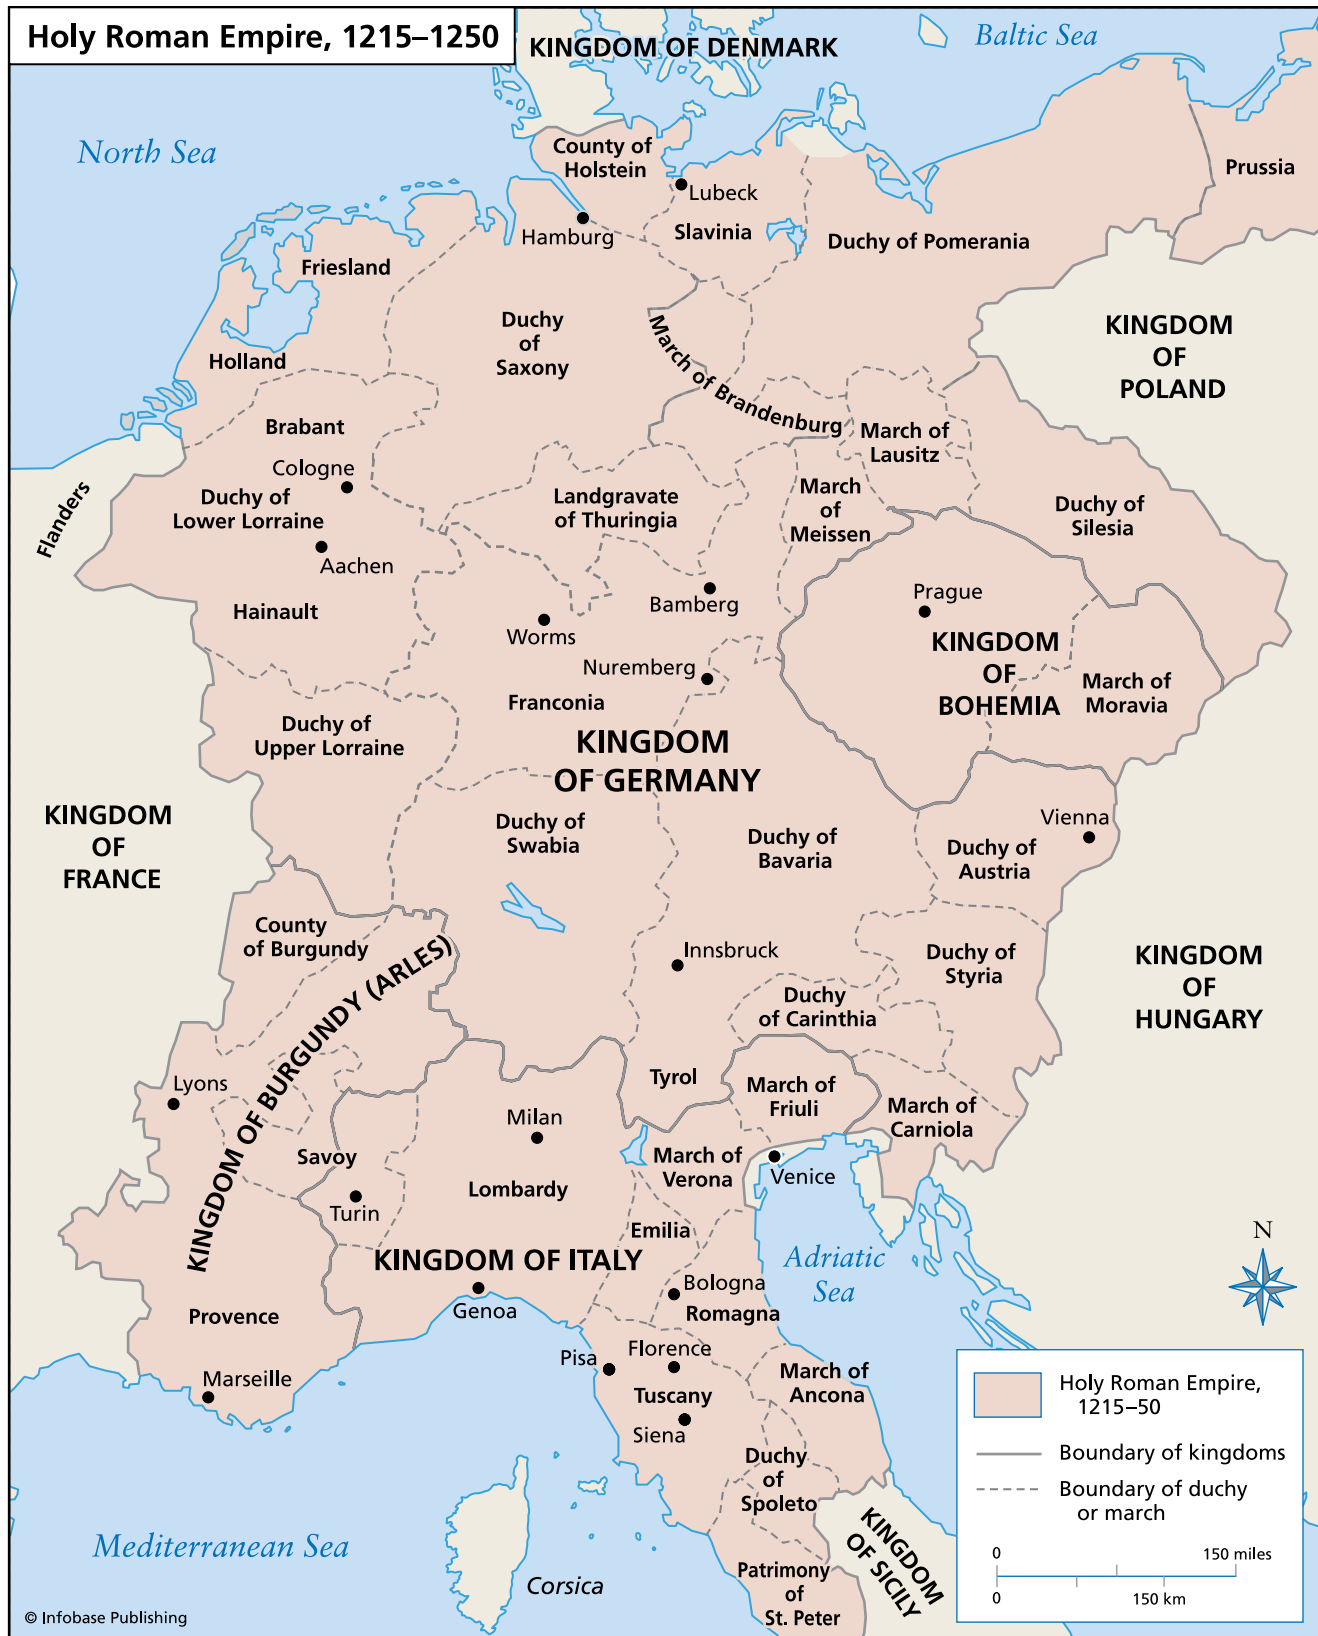 Holy Roman Empire, 1215–1250
KINGDOM OF DENMARK
Baltic Sea
North Sea
County of
Holstein
Lubeck
Prussia
Hamburg
Slavinia
Duchy of Pomerania
Friesland
Duchy
of
Saxony
March of Brandenburg
KINGDOM
OF
POLAND
Holland
Brabant
March of
Lausitz
Cologne
Flanders
Duchy of
Lower Lorraine
Landgravate
of Thuringia
March
of
Meissen
Duchy of
Silesia
Aachen
Hainault
Bamberg
Prague
Worms
KINGDOM
OF
BOHEMIA
Nuremberg
March of
Moravia
Franconia
Duchy of
Upper Lorraine
KINGDOM
OF GERMANY
KINGDOM
OF
FRANCE
Duchy of
Swabia
Duchy of
Bavaria
Vienna
Duchy of
Austria
County
of Burgundy
KINGDOM OF BURGUNDY (ARLES)
Innsbruck
Duchy of
Styria
KINGDOM
OF
HUNGARY
Duchy
of Carinthia
Lyons
Tyrol
March of
Friuli
March of
Carniola
Milan
Savoy
March of
Verona
Venice
Lombardy
Turin
Emilia
KINGDOM OF ITALY
Adriatic
Sea
N
Bologna
Genoa
Romagna
Provence
Florence
Pisa
March of
Ancona
Marseille
Tuscany
Siena
Duchy
of
Spoleto
KINGDOM
OF SICILY
Mediterranean Sea
Corsica
Patrimony
of
St. Peter
Holy Roman Empire,
1215–50
Boundary of kingdoms
Boundary of duchy
or march
0 150 miles
0 150 km
© Infobase Publishing